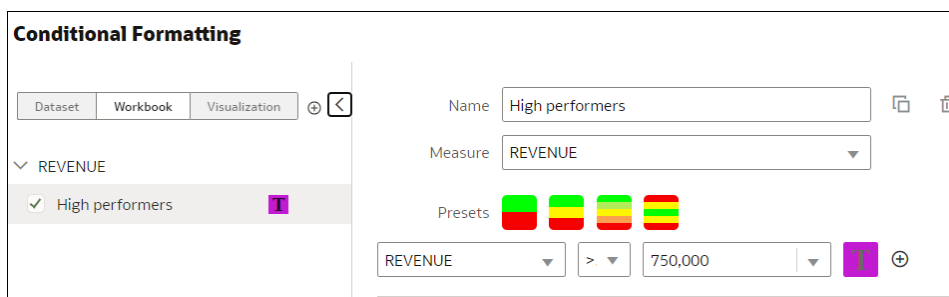 Conditional Formatting
Dataset Workbook Visualization
Name High performers
Measure REVENUE
REVENUE
High performers T
Presets
REVENUE > 750,000 T